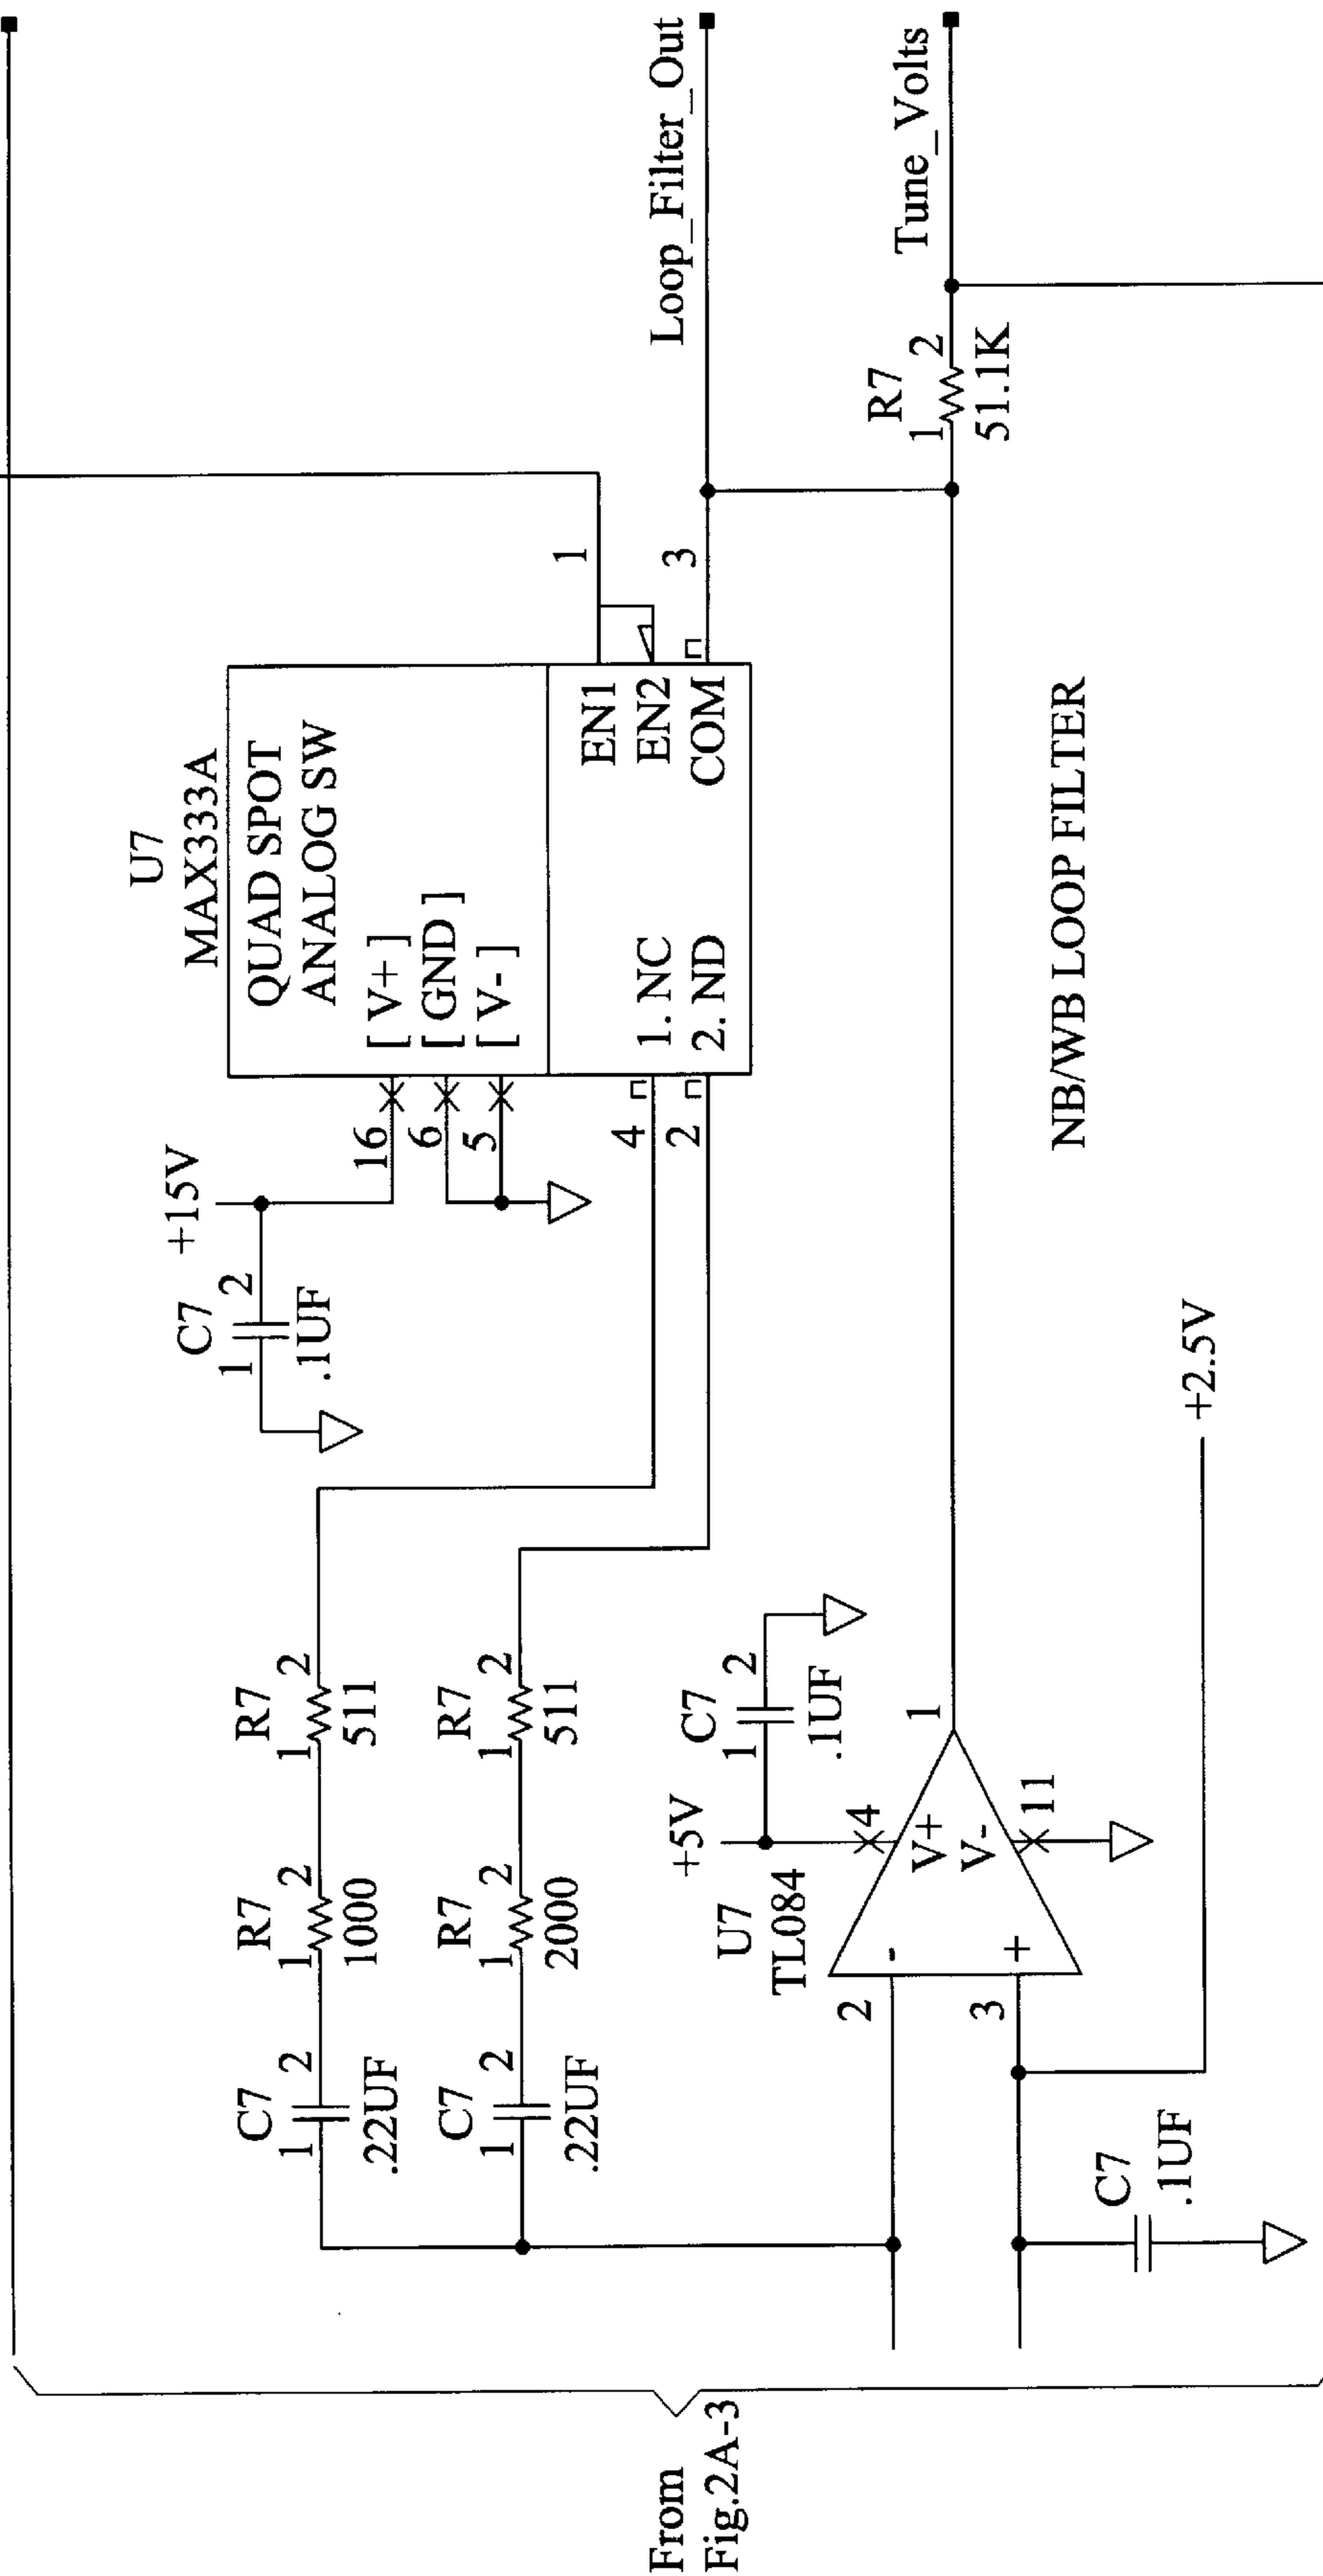 From
Fig.2A-3
C7
1 2
.22UF
R7
1 2
1000
R7
1 2
511
C7
1 2
.22UF
R7
1 2
2000
R7
1 2
511
C7
1 2
.1UF
+15V
16
6
5
4
2
U7
MAX333A
QUAD SPOT
ANALOG SW
[ V+ ]
[ GND ]
[ V- ]
1. NC
2. ND
EN1
EN2
COM
1
3
Loop_Filter_Out
U7
TL084
+5V
C7
1 2
.1UF
2
3
-
+
V+
V-
4
11
1
R7
1 2
51.1K
Tune_Volts
C7
.1UF
+2.5V
NB/WB LOOP FILTER